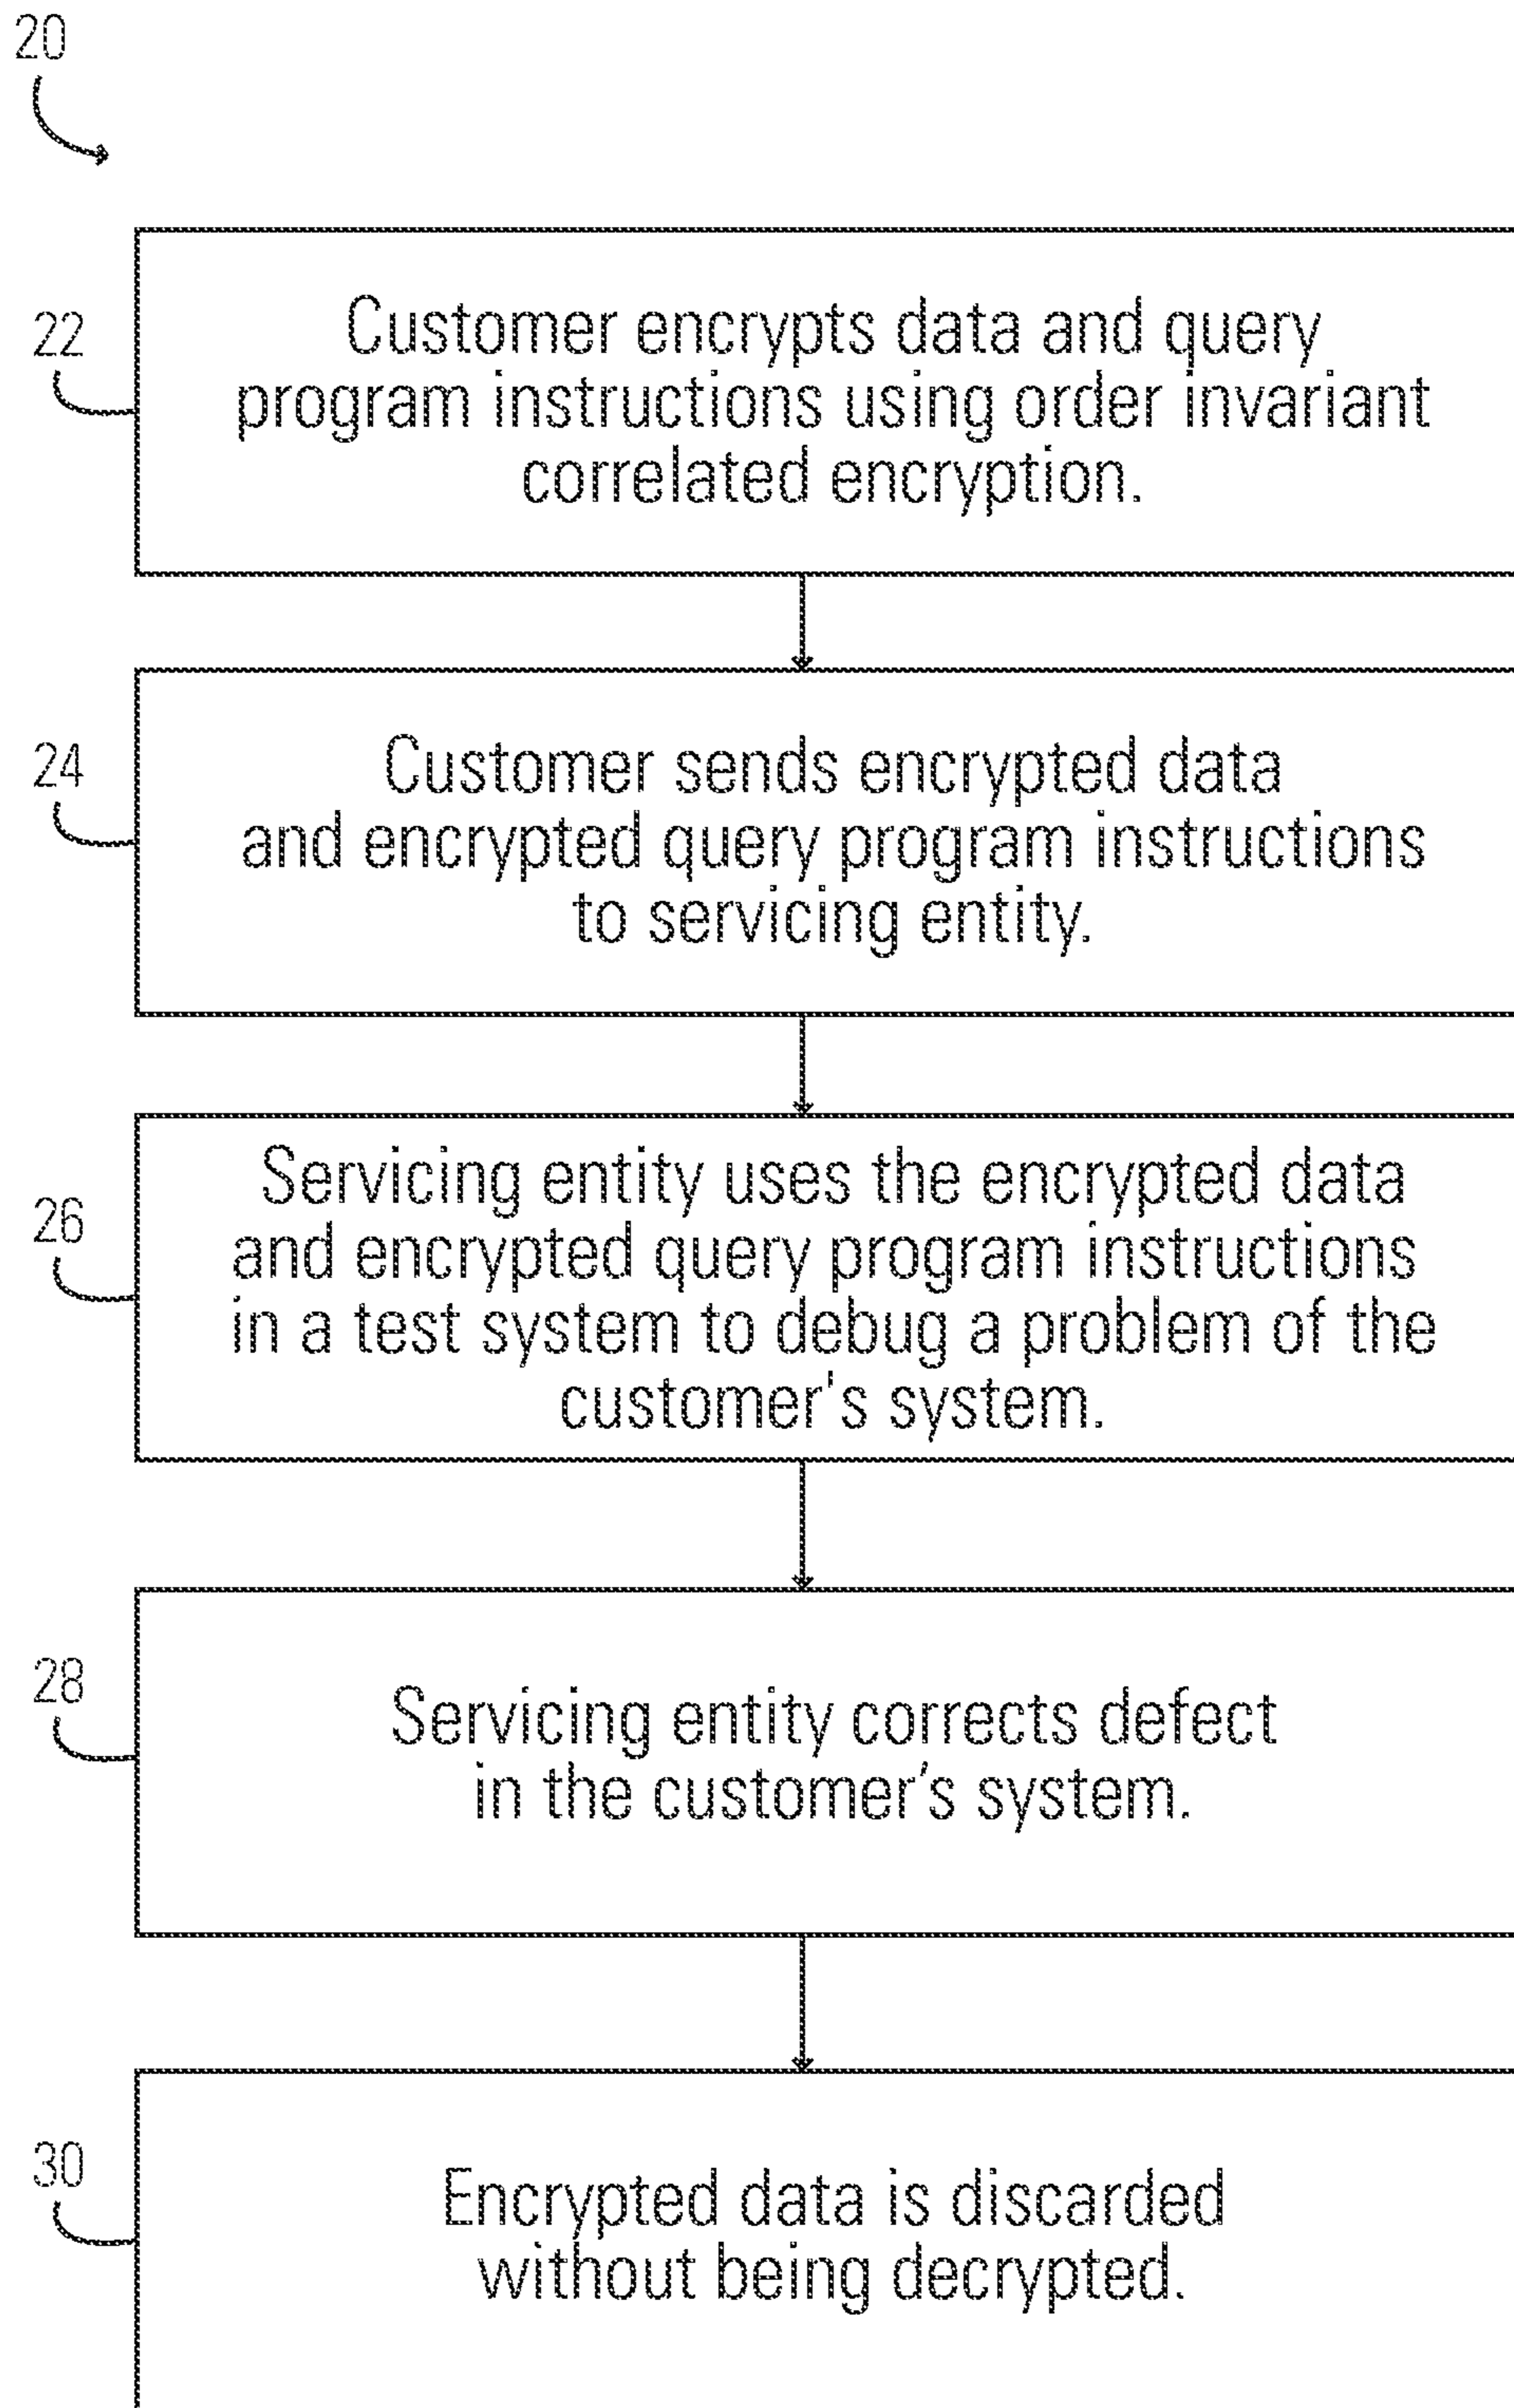 20
22
Customer encrypts data and query
program instructions using order invariant
correlated encryption.
24
Customer sends encrypted data
and encrypted query program instructions
to servicing entity.
26
Servicing entity uses the encrypted data
and encrypted query program instructions
in a test system to debug a problem of the
customer's system.
28
Servicing entity corrects defect
in the customer’s system.
30
Encrypted data is discarded
without being decrypted.